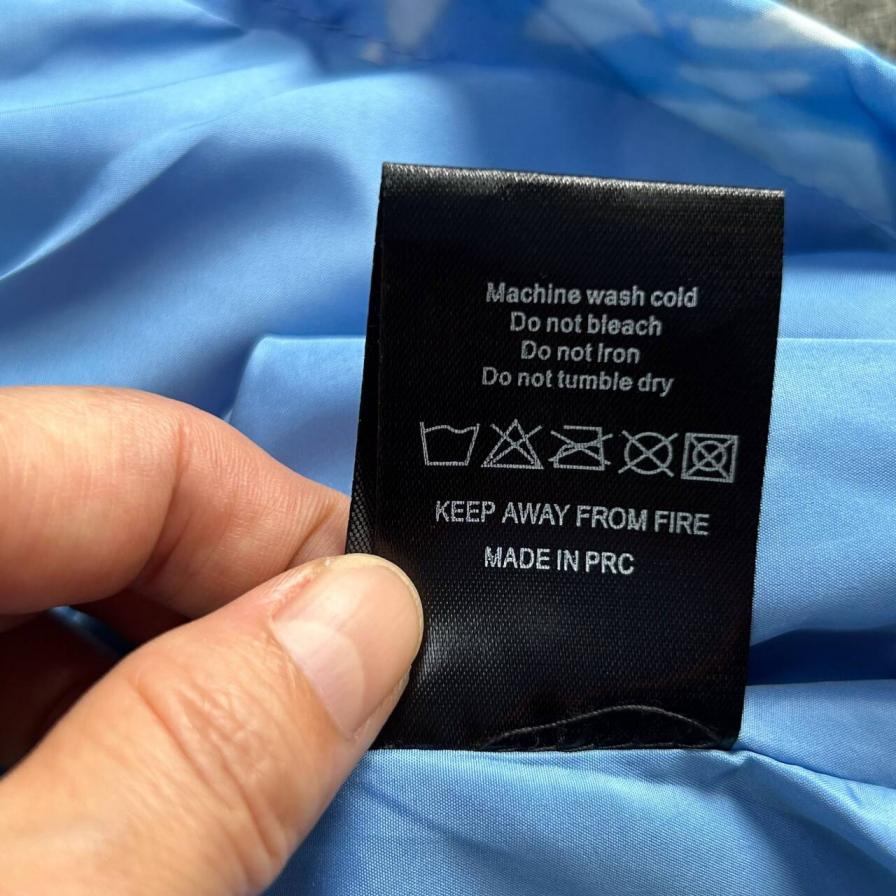 Machine wash cold
Do not bleach
Do not Iron
Do not tumble dry
KEEP AWAY FROM FIRE
MADE IN PRC